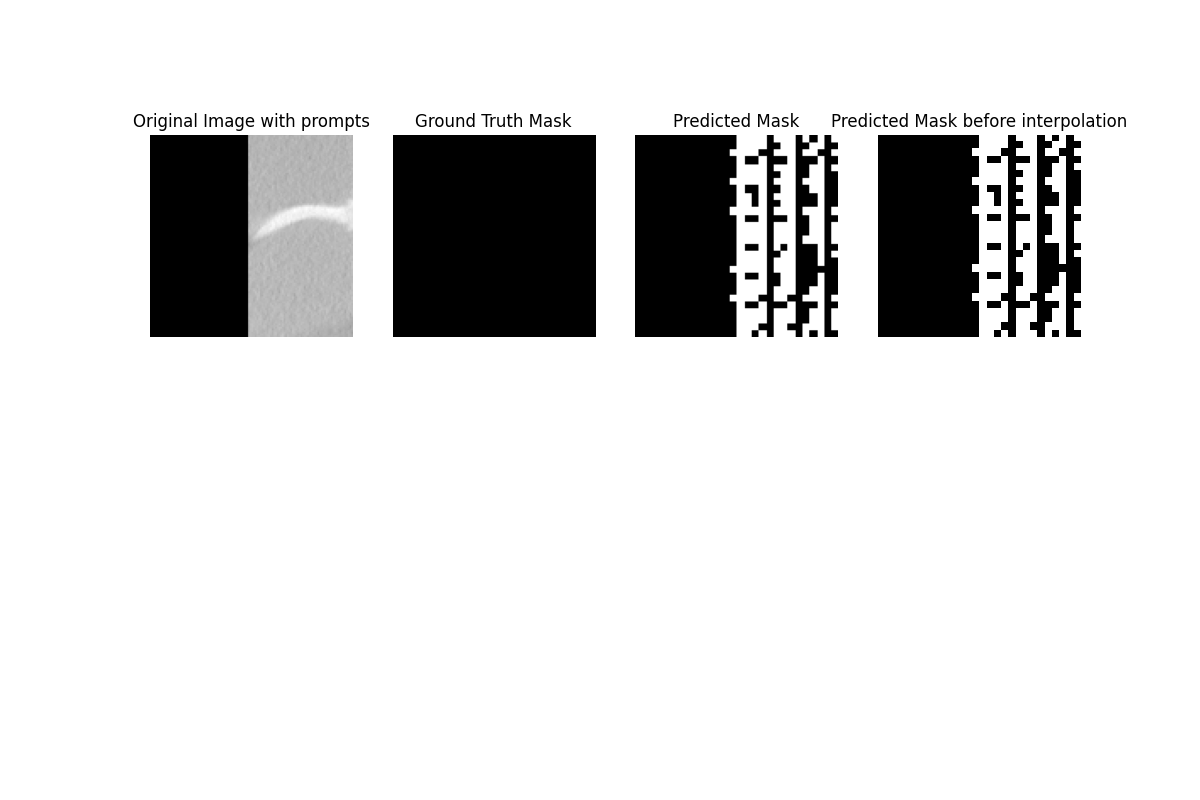 Original Image with prompts
Ground Truth Mask
Predicted Mask
Predicted Mask before interpolation